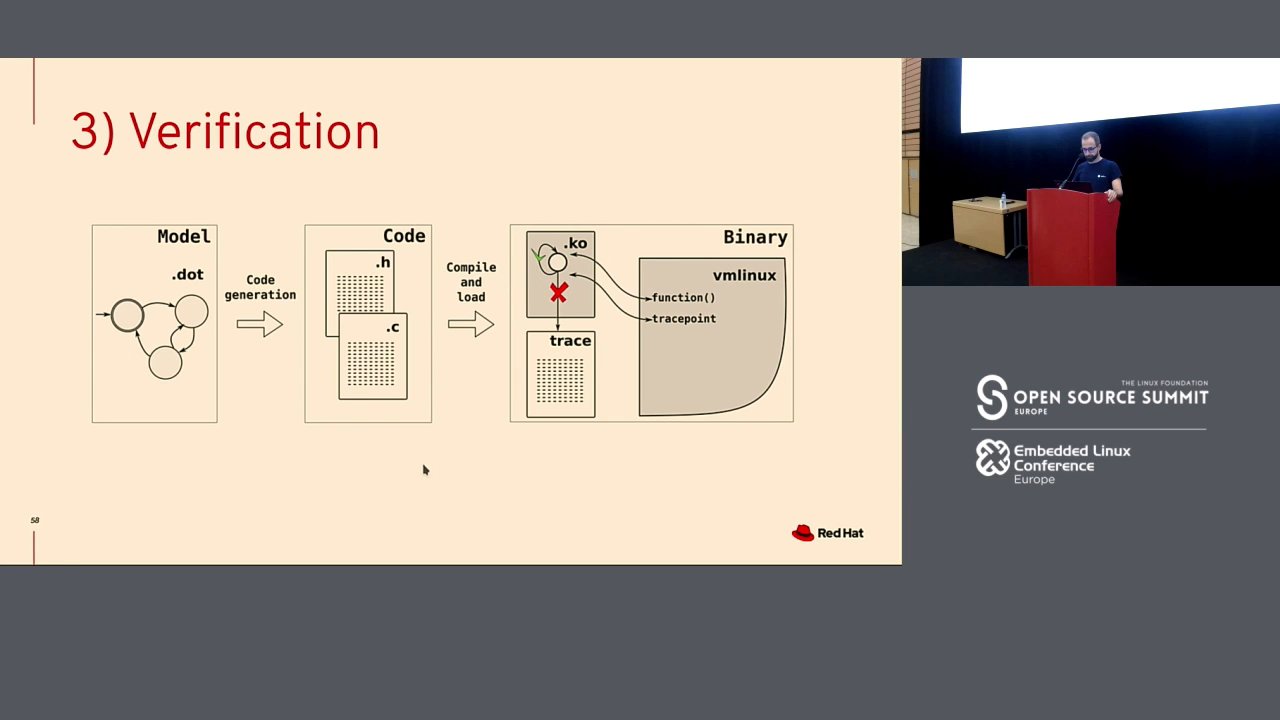 3) Verification
Model
.dot
Code
generation
Code
.h
.c
Compile
and
load
Binary
.ko
trace
vmlinux
function()
tracepoint
58
Red Hat
THE LINUX FOUNDATION
OPEN SOURCE SUMMIT
EUROPE
Embedded Linux
Conference
Europe